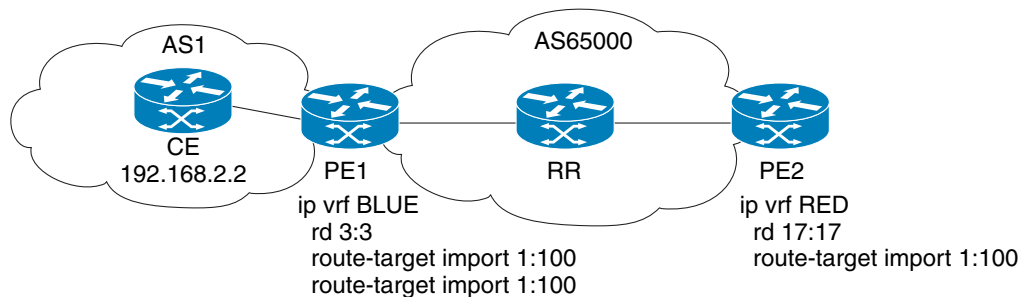 AS1
AS65000
CE
192.168.2.2
PE1
RR
PE2
ip vrf BLUE
rd 3:3
route-target import 1:100
route-target import 1:100
ip vrf RED
rd 17:17
route-target import 1:100